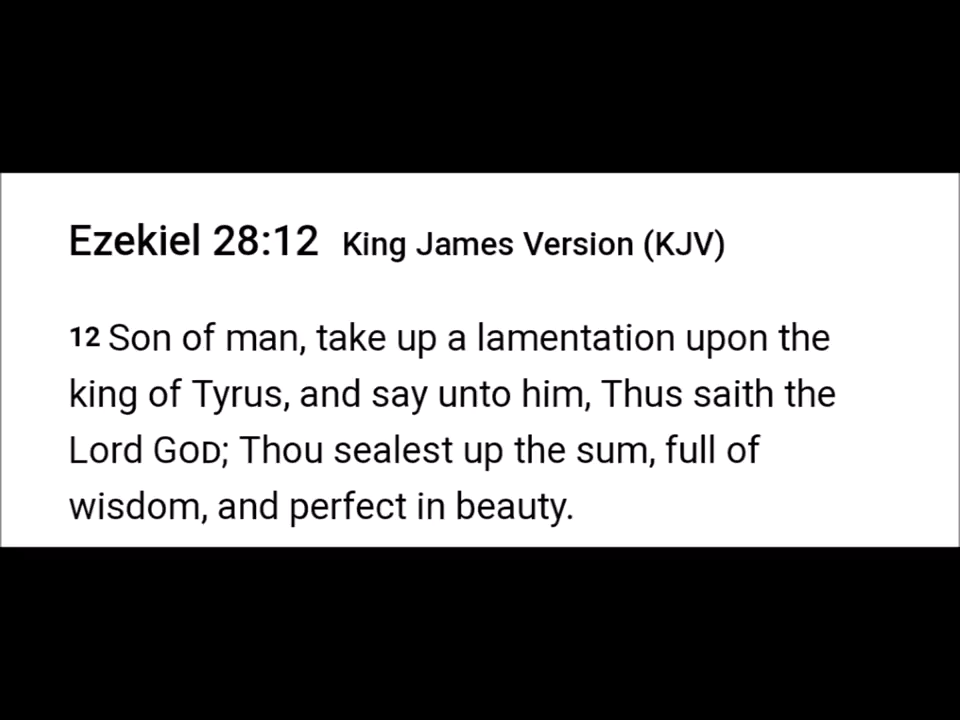 Ezekiel 28:12 King James Version (KJV)
12 Son of man, take up a lamentation upon the
king of Tyrus, and say unto him, Thus saith the
Lord GOD; Thou sealest up the sum, full of
wisdom, and perfect in beauty.